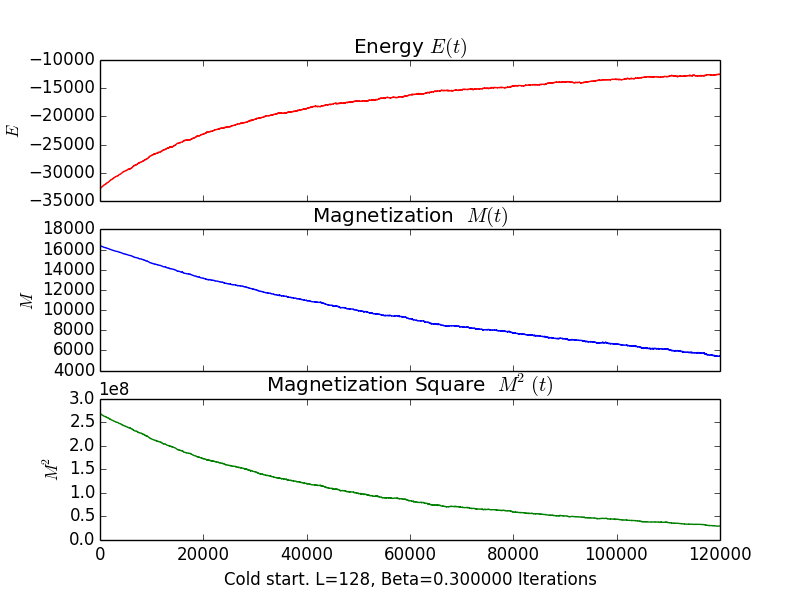 Energy E(t)
−10000
−15000
−20000
−25000
−30000
−35000
E
Magnetization M(t)
18000
16000
14000
12000
10000
8000
6000
4000
M
1e8
Magnetization Square M² (t)
3.0
2.5
2.0
1.5
1.0
0.5
0.0
M²
0 20000 40000 60000 80000 100000 120000
Cold start. L=128, Beta=0.300000 Iterations